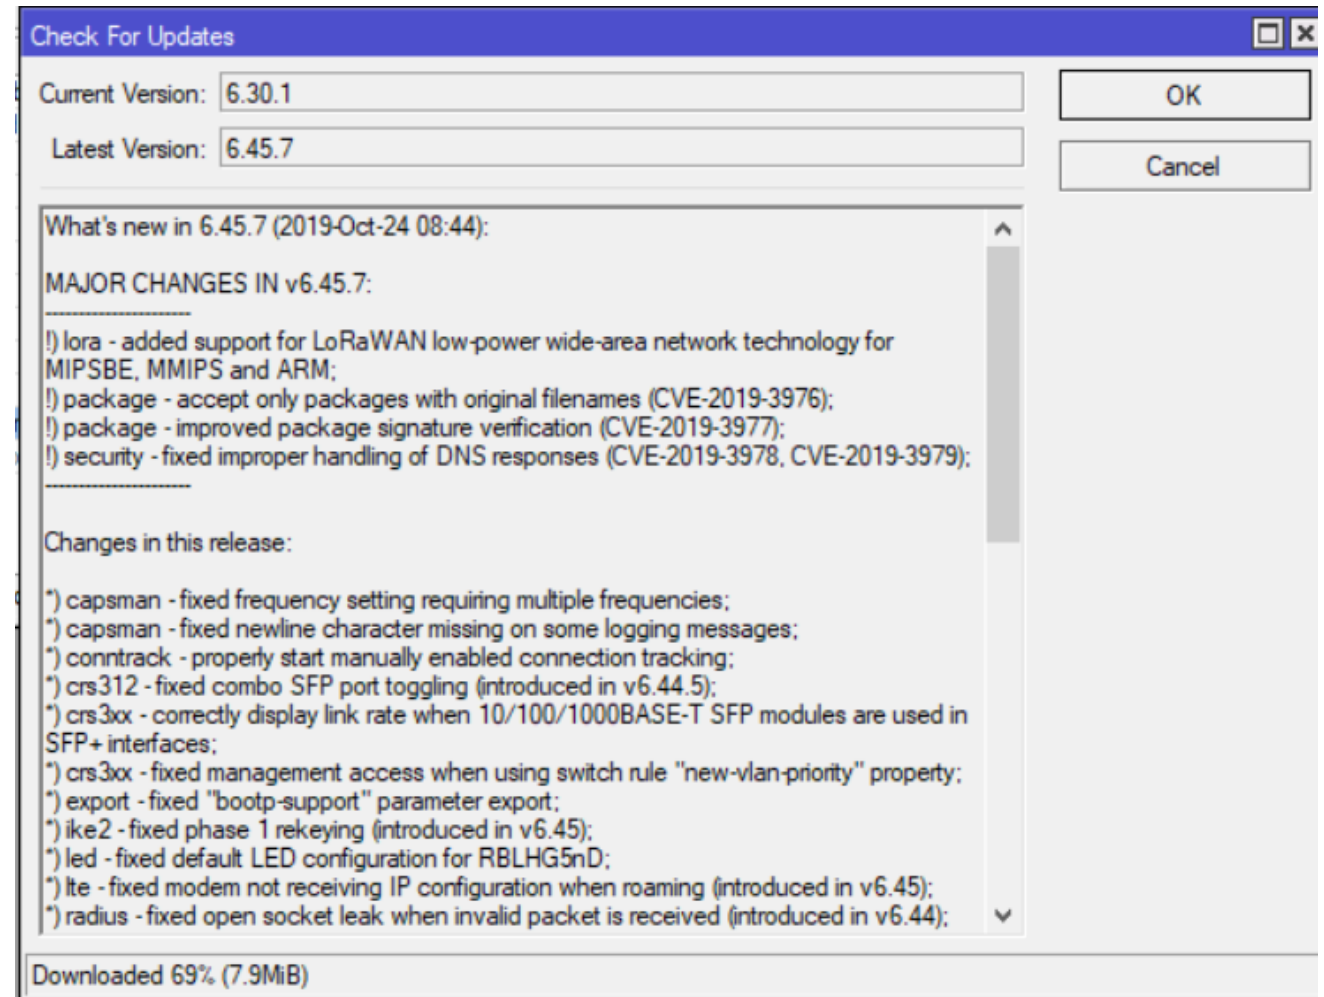 Check For Updates
Current Version: 6.30.1
OK
Latest Version: 6.45.7
Cancel
What's new in 6.45.7 (2019-Oct-24 08:44):
MAJOR CHANGES IN v6.45.7:
----------------------
!) lora - added support for LoRaWAN low-power wide-area network technology for
MIPSBE, MMIPS and ARM;
!) package - accept only packages with original filenames (CVE-2019-3976);
!) package - improved package signature verification (CVE-2019-3977);
!) security - fixed improper handling of DNS responses (CVE-2019-3978, CVE-2019-3979);
----------------------
Changes in this release:
*) capsman - fixed frequency setting requiring multiple frequencies;
*) capsman - fixed newline character missing on some logging messages;
*) conntrack - properly start manually enabled connection tracking;
*) crs312 - fixed combo SFP port toggling (introduced in v6.44.5);
*) crs3xx - correctly display link rate when 10/100/1000BASE-T SFP modules are used in
SFP+ interfaces;
*) crs3xx - fixed management access when using switch rule "new-vlan-priority" property;
*) export - fixed "bootp-support" parameter export;
*) ike2 - fixed phase 1 rekeying (introduced in v6.45);
*) led - fixed default LED configuration for RBLHG5nD;
*) lte - fixed modem not receiving IP configuration when roaming (introduced in v6.45);
*) radius - fixed open socket leak when invalid packet is received (introduced in v6.44);
Downloaded 69% (7.9MiB)